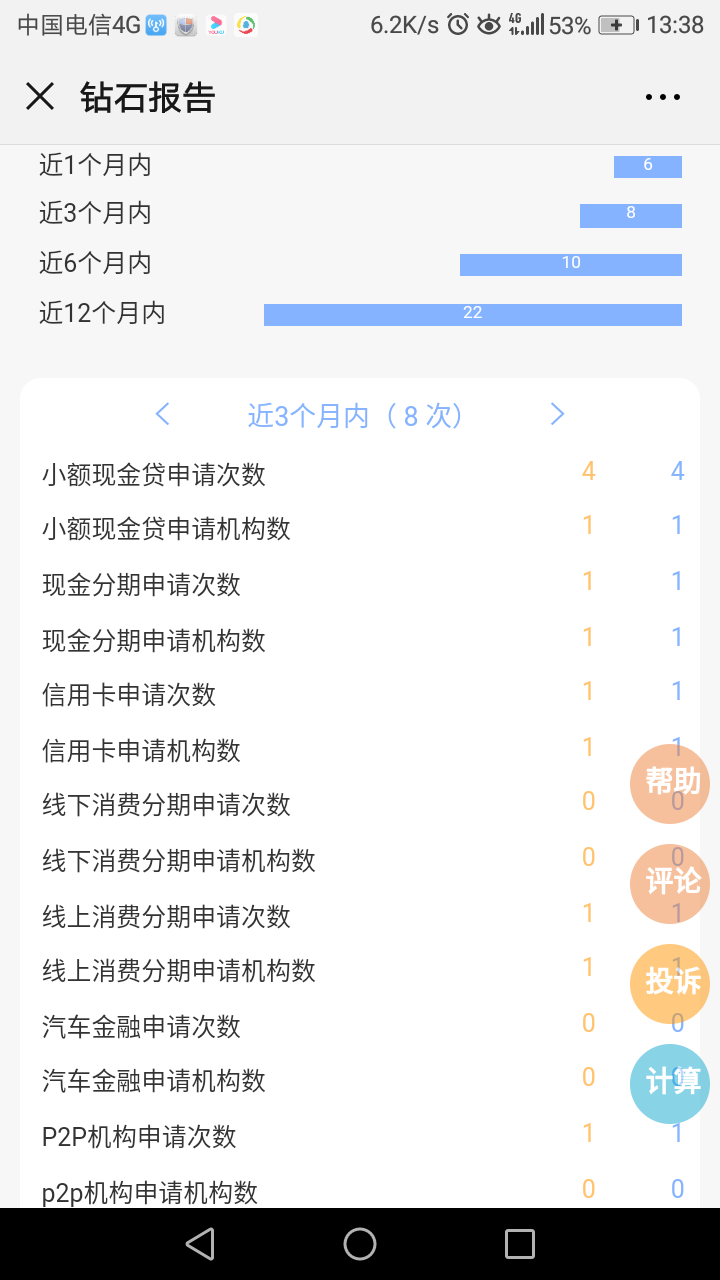 中国电信4G 6.2K/s 4G 53% 13:38
钻石报告
近1个月内 6
近3个月内 8
近6个月内 10
近12个月内 22
近3个月内（ 8 次）
小额现金贷申请次数 4 4
小额现金贷申请机构数 1 1
现金分期申请次数 1 1
现金分期申请机构数 1 1
信用卡申请次数 1 1
信用卡申请机构数 1 1
帮助
线下消费分期申请次数 0 0
线下消费分期申请机构数 0 0
评论
线上消费分期申请次数 1 1
线上消费分期申请机构数 1 1
投诉
汽车金融申请次数 0 0
汽车金融申请机构数 0
计算
P2P机构申请次数 1 1
p2p机构申请机构数 0 0